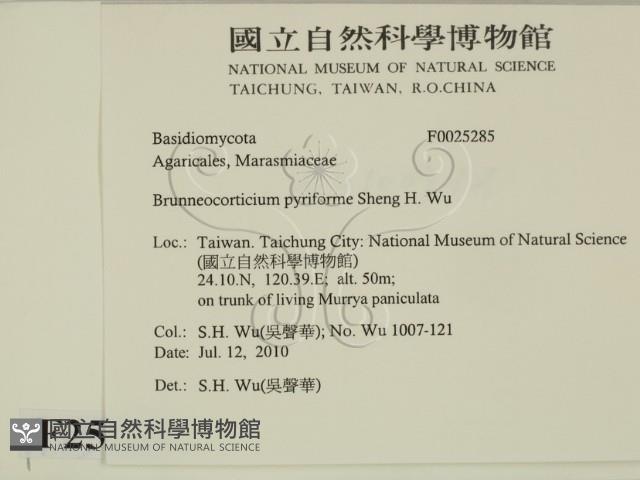 國立自然科學博物館
NATIONAL MUSEUM OF NATURAL SCIENCE
TAICHUNG, TAIWAN, R.O.CHINA
Basidiomycota F0025285
Agaricales, Marasmiaceae
Brunneocorticium pyriforme Sheng H. Wu
Loc.: Taiwan. Taichung City: National Museum of Natural Science
(國立自然科學博物館)
24.10.N, 120.39.E; alt. 50m;
on trunk of living Murrya paniculata
Col.: S.H. Wu(吳聲華); No. Wu 1007-121
Date: Jul. 12, 2010
Det.: S.H. Wu(吳聲華)
F25
國立自然科學博物館
NATIONAL MUSEUM OF NATURAL SCIENCE